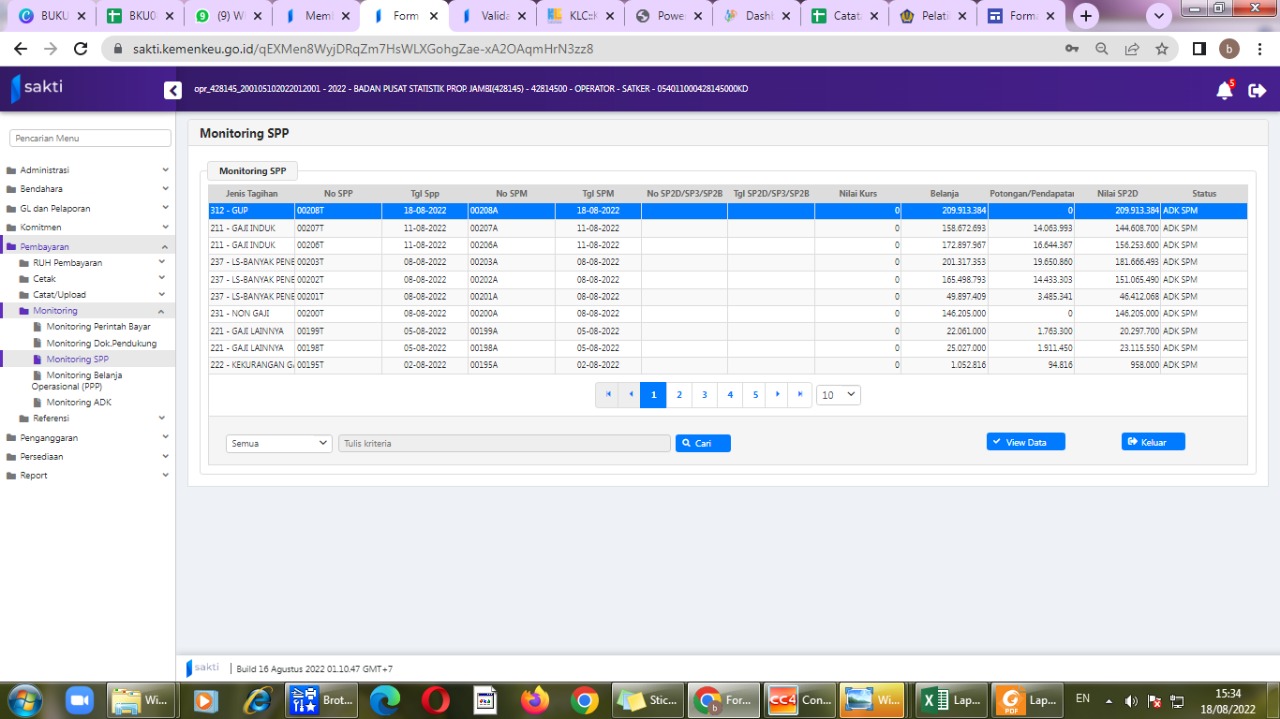 BUKU
BKU0
(9) W
Meml
Form
Valida
KLC::K
Powe
Dash
Catat
Pelati
Form
sakti.kemenkeu.go.id/qEXMen8WyjDRqZm7HsWLXGohgZae-xA2OAqmHrN3zz8
b
sakti
opr_428145_200105102022012001 - 2022 - BADAN PUSAT STATISTIK PROP. JAMBI(428145) - 42814500 - OPERATOR - SATKER - 054011000428145000KD
5
Pencarian Menu
Administrasi
Bendahara
GL dan Pelaporan
Komitmen
Pembayaran
RUH Pembayaran
Cetak
Catat/Upload
Monitoring
Monitoring Perintah Bayar
Monitoring Dok.Pendukung
Monitoring SPP
Monitoring Belanja
Operasional (PPP)
Monitoring ADK
Referensi
Penganggaran
Persediaan
Report
Monitoring SPP
Monitoring SPP
Jenis Tagihan No SPP Tgl Spp No SPM Tgl SPM No SP2D/SP3/SP2B Tgl SP2D/SP3/SP2B Nilai Kurs Belanja Potongan/Pendapatan Nilai SP2D Status
312 - GUP 00208T 18-08-2022 00208A 18-08-2022 0 209.913.384 0 209.913.384 ADK SPM
211 - GAJI INDUK 00207T 11-08-2022 00207A 11-08-2022 0 158.672.693 14.063.993 144.608.700 ADK SPM
211 - GAJI INDUK 00206T 11-08-2022 00206A 11-08-2022 0 172.897.967 16.644.367 156.253.600 ADK SPM
237 - LS-BANYAK PENE 00203T 08-08-2022 00203A 08-08-2022 0 201.317.353 19.650.860 181.666.493 ADK SPM
237 - LS-BANYAK PENE 00202T 08-08-2022 00202A 08-08-2022 0 165.498.793 14.433.303 151.065.490 ADK SPM
237 - LS-BANYAK PENE 00201T 08-08-2022 00201A 08-08-2022 0 49.897.409 3.485.341 46.412.068 ADK SPM
231 - NON GAJI 00200T 08-08-2022 00200A 08-08-2022 0 146.205.000 0 146.205.000 ADK SPM
221 - GAJI LAINNYA 00199T 05-08-2022 00199A 05-08-2022 0 22.061.000 1.763.300 20.297.700 ADK SPM
221 - GAJI LAINNYA 00198T 05-08-2022 00198A 05-08-2022 0 25.027.000 1.911.450 23.115.550 ADK SPM
222 - KEKURANGAN G 00195T 02-08-2022 00195A 02-08-2022 0 1.052.816 94.816 958.000 ADK SPM
1 2 3 4 5 10
Semua Tulis kriteria Cari View Data Keluar
sakti | Build 16 Agustus 2022 01.10.47 GMT+7
Wi... Brot... Stic... For... CC4 Con... Wi... Lap... PDF Lap... EN 15:34
18/08/2022